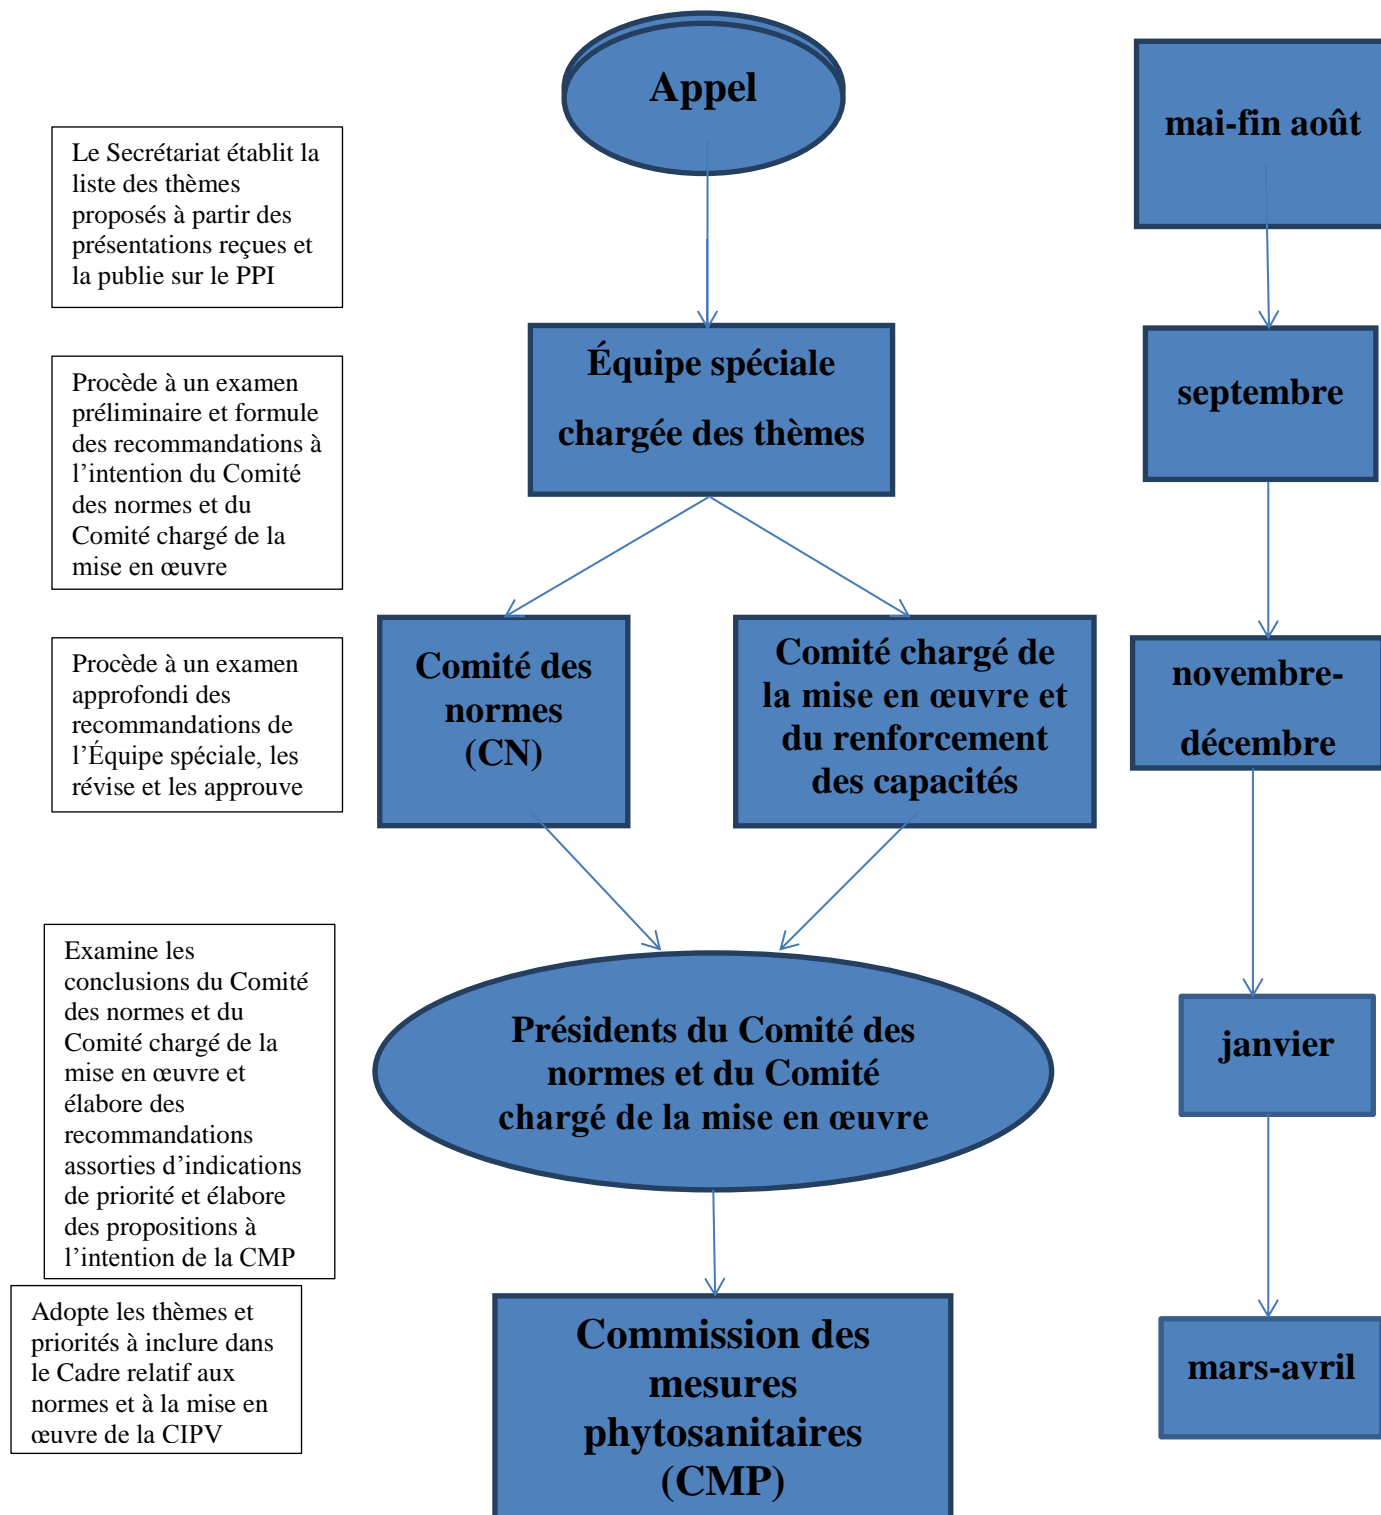 Appel
mai-fin août
Le Secrétariat établit la
liste des thèmes
proposés à partir des
présentations reçues et
la publie sur le PPI
Équipe spéciale
chargée des thèmes
septembre
Procède à un examen
préliminaire et formule
des recommandations à
l’intention du Comité
des normes et du
Comité chargé de la
mise en œuvre
Comité des
normes
(CN)
Comité chargé de
la mise en œuvre et
du renforcement
des capacités
novembre-
décembre
Procède à un examen
approfondi des
recommandations de
l’Équipe spéciale, les
révise et les approuve
Examine les
conclusions du Comité
des normes et du
Comité chargé de la
mise en œuvre et
élabore des
recommandations
assorties d’indications
de priorité et élabore
des propositions à
l’intention de la CMP
Présidents du Comité des
normes et du Comité
chargé de la mise en œuvre
janvier
Adopte les thèmes et
priorités à inclure dans
le Cadre relatif aux
normes et à la mise en
œuvre de la CIPV
Commission des
mesures
phytosanitaires
(CMP)
mars-avril